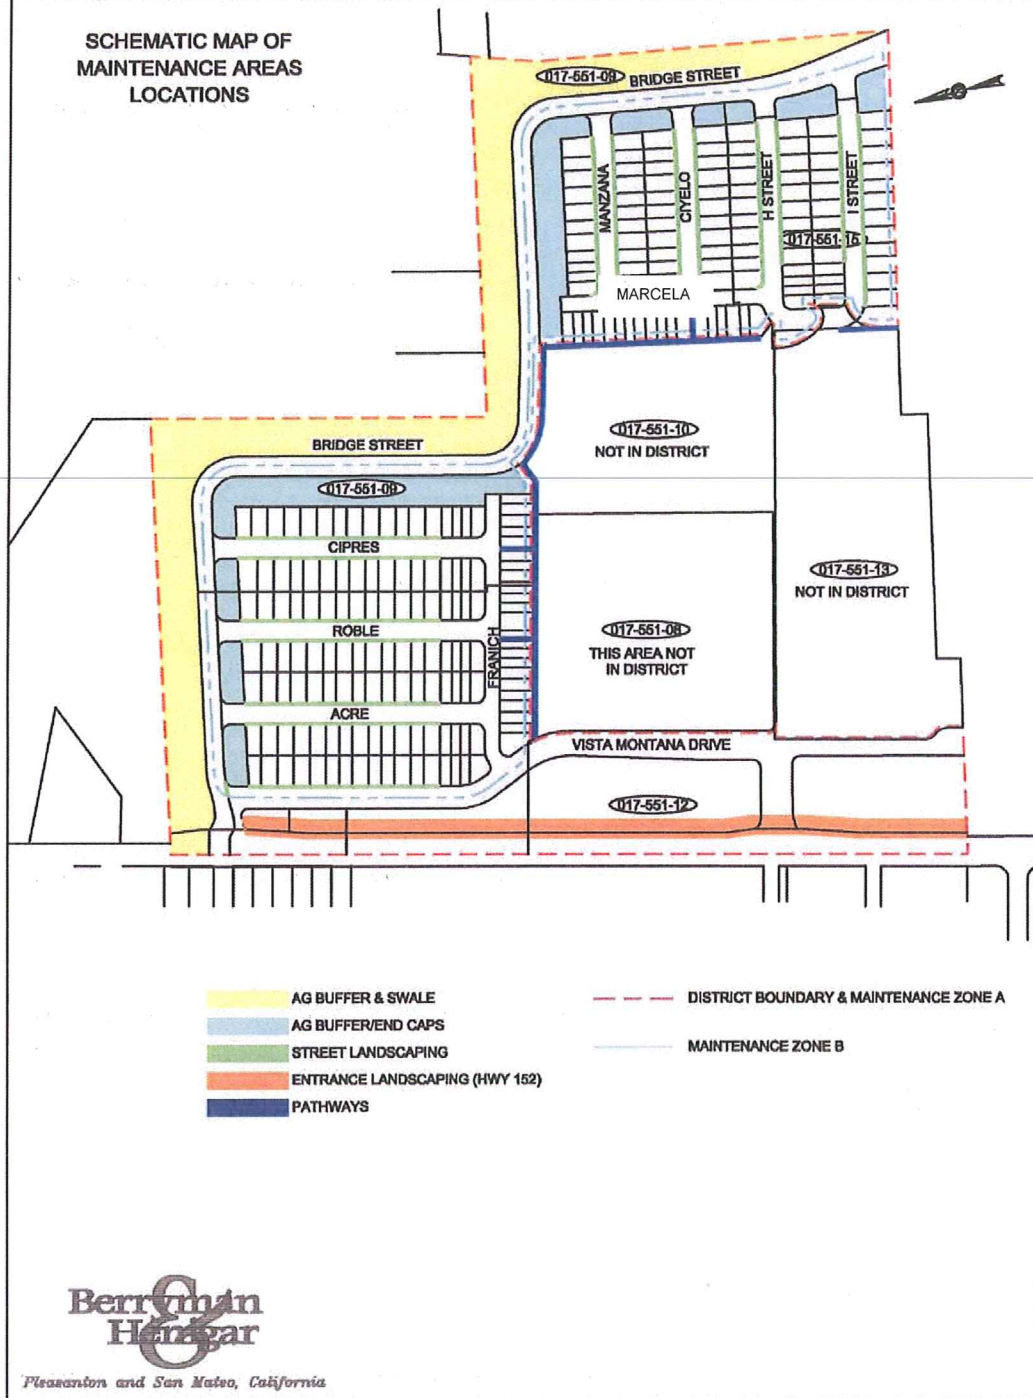 SCHEMATIC MAP OF
MAINTENANCE AREAS
LOCATIONS
017-551-09
BRIDGE STREET
MANZANA
CIYELO
H STREET
I STREET
017-551-15
MARCELA
017-551-10
NOT IN DISTRICT
BRIDGE STREET
017-551-09
CIPRES
017-551-13
NOT IN DISTRICT
ROBLE
FRANICH
017-551-08
THIS AREA NOT
IN DISTRICT
ACRE
VISTA MONTANA DRIVE
017-551-12
AG BUFFER & SWALE
AG BUFFER/END CAPS
STREET LANDSCAPING
ENTRANCE LANDSCAPING (HWY 152)
PATHWAYS
DISTRICT BOUNDARY & MAINTENANCE ZONE A
MAINTENANCE ZONE B
Berryman
&
Henigar
Pleasanton and San Mateo, California